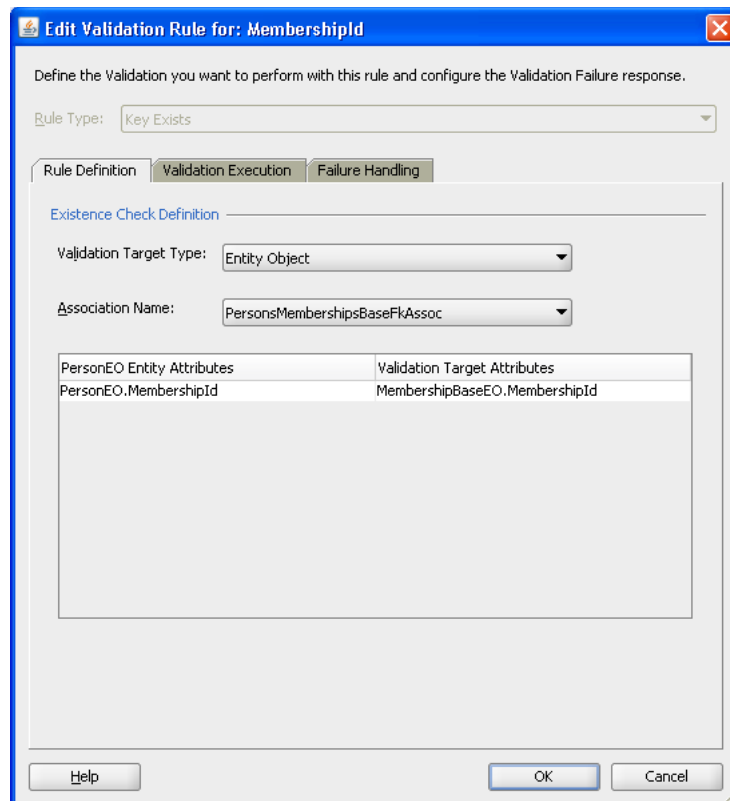 Edit Validation Rule for: MembershipId
Define the Validation you want to perform with this rule and configure the Validation Failure response.
Rule Type: Key Exists
Rule Definition Validation Execution Failure Handling
Existence Check Definition
Validation Target Type: Entity Object
Association Name: PersonsMembershipsBaseFkAssoc
PersonEO Entity Attributes Validation Target Attributes
PersonEO.MembershipId MembershipBaseEO.MembershipId
Help OK Cancel